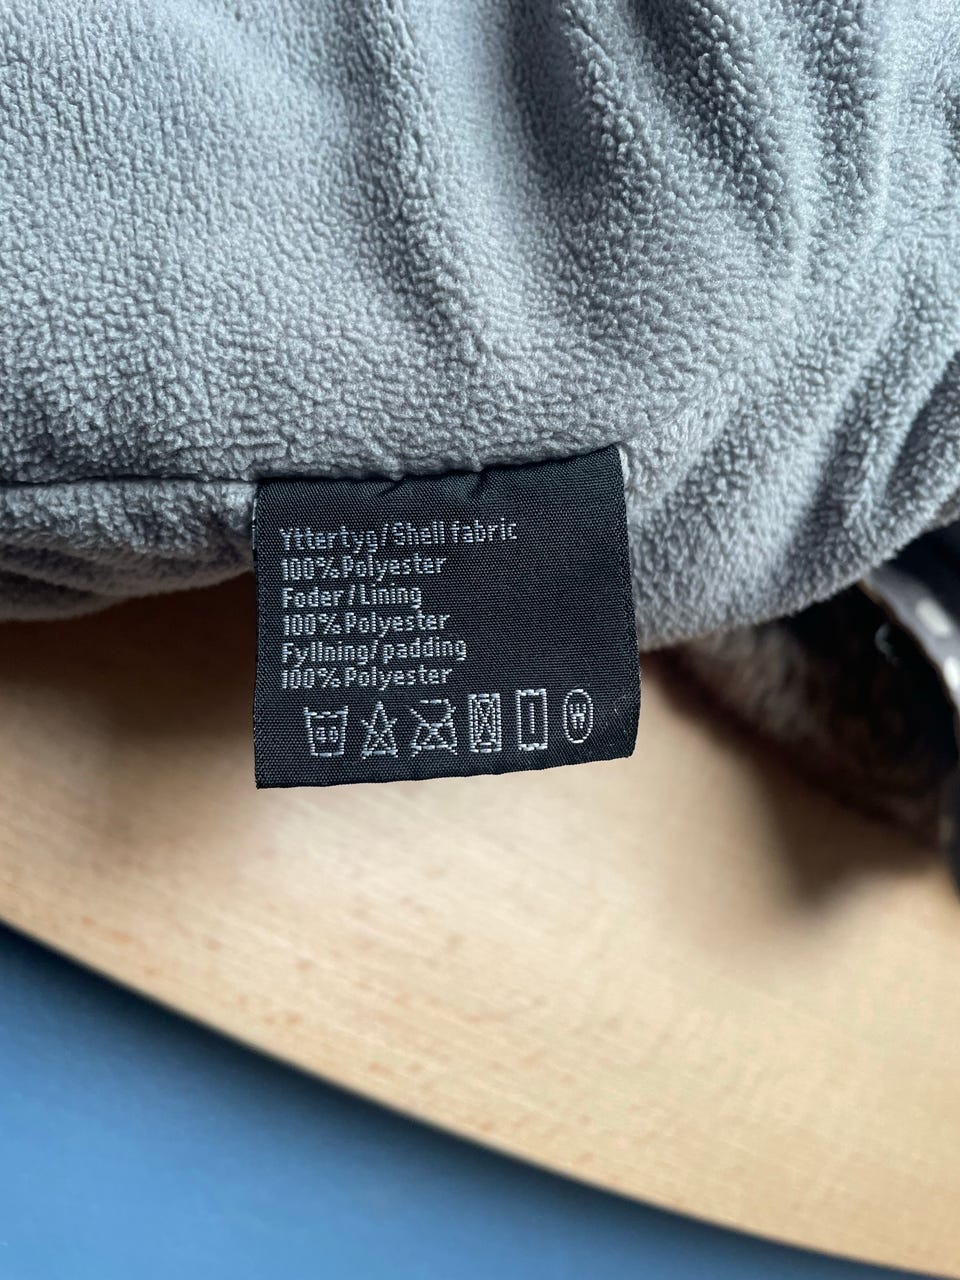 Yttertyg/Shell fabric
100%Polyester
Foder/Lining
100%Polyester
Fyllning/padding
100%Polyester